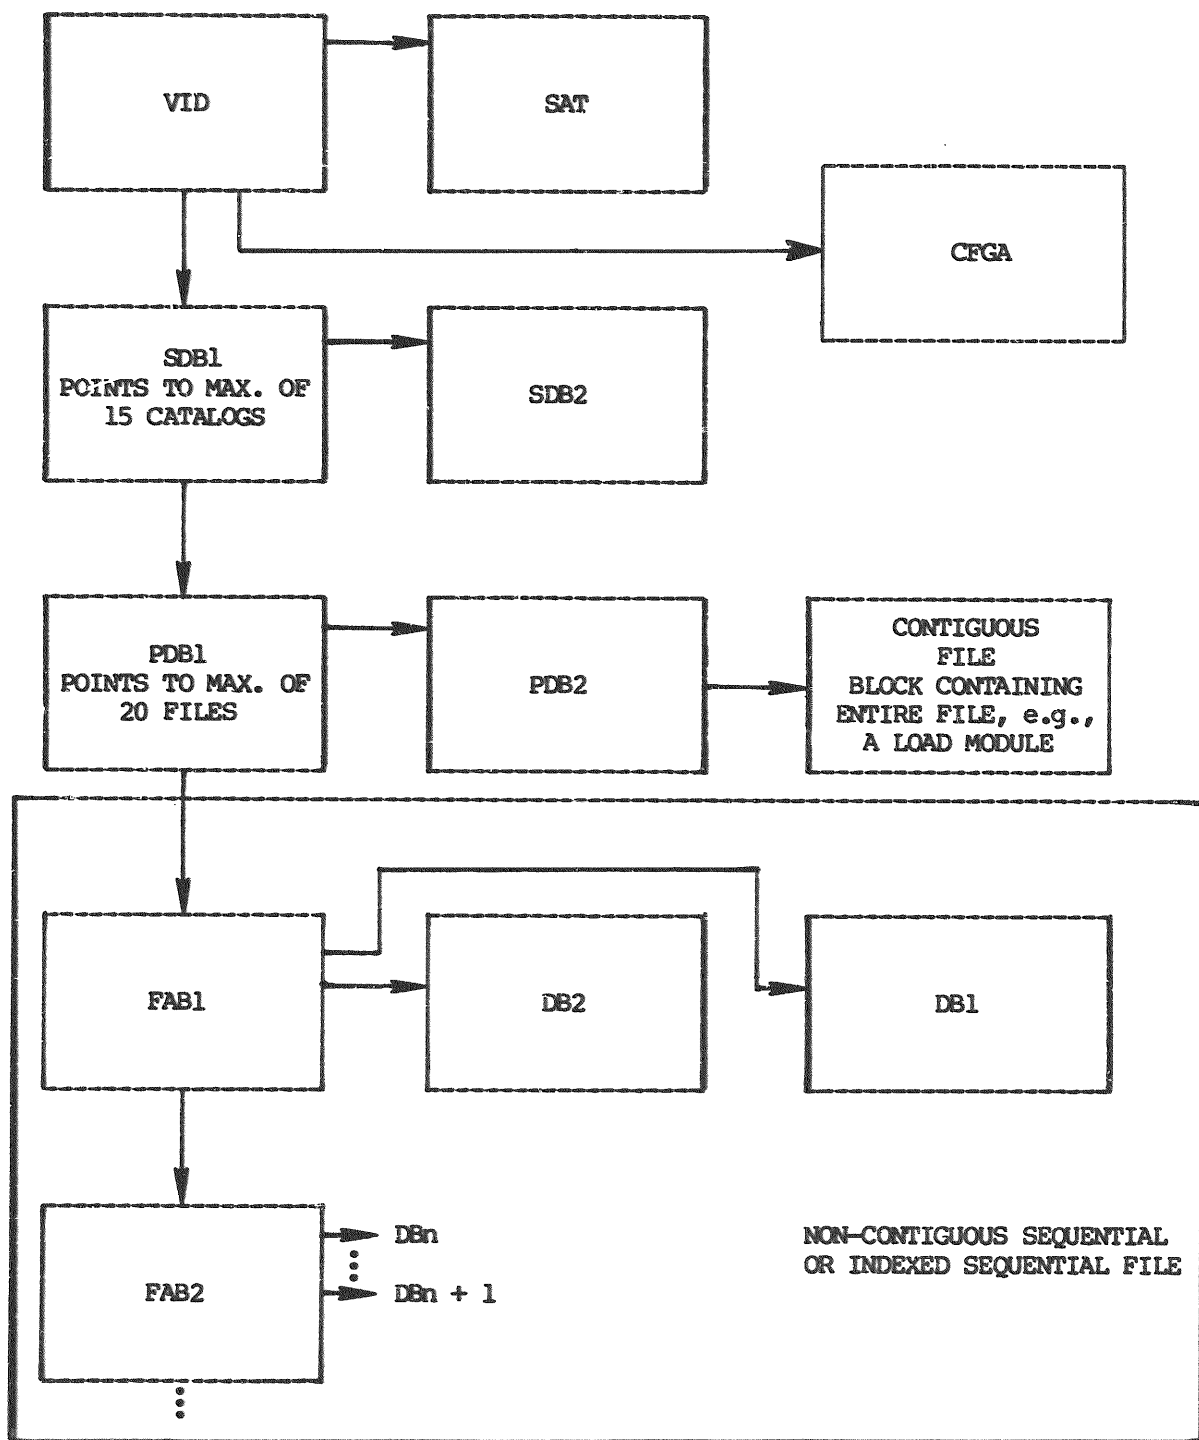 VID
SAT
CFGA
SDB1
POINTS TO MAX. OF
15 CATALOGS
SDB2
PDB1
POINTS TO MAX. OF
20 FILES
PDB2
CONTIGUOUS
FILE
BLOCK CONTAINING
ENTIRE FILE, e.g.,
A LOAD MODULE
FAB1
DB2
DB1
FAB2
DBn
DBn + 1
NON-CONTIGUOUS SEQUENTIAL
OR INDEXED SEQUENTIAL FILE